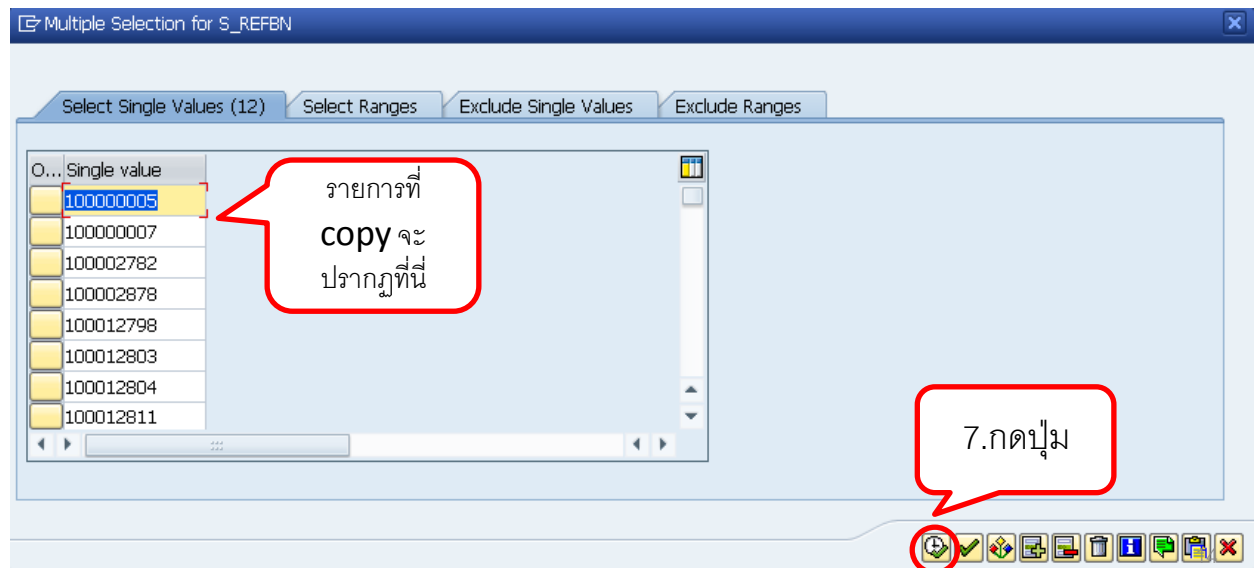 Multiple Selection for S_REFBN
Select Single Values (12) Select Ranges Exclude Single Values Exclude Ranges
O... Single value
100000005
100000007
100002782
100002878
100012798
100012803
100012804
100012811
รายการที่
copy จะ
ปรากฏที่นี่
7.กดปุ่ม